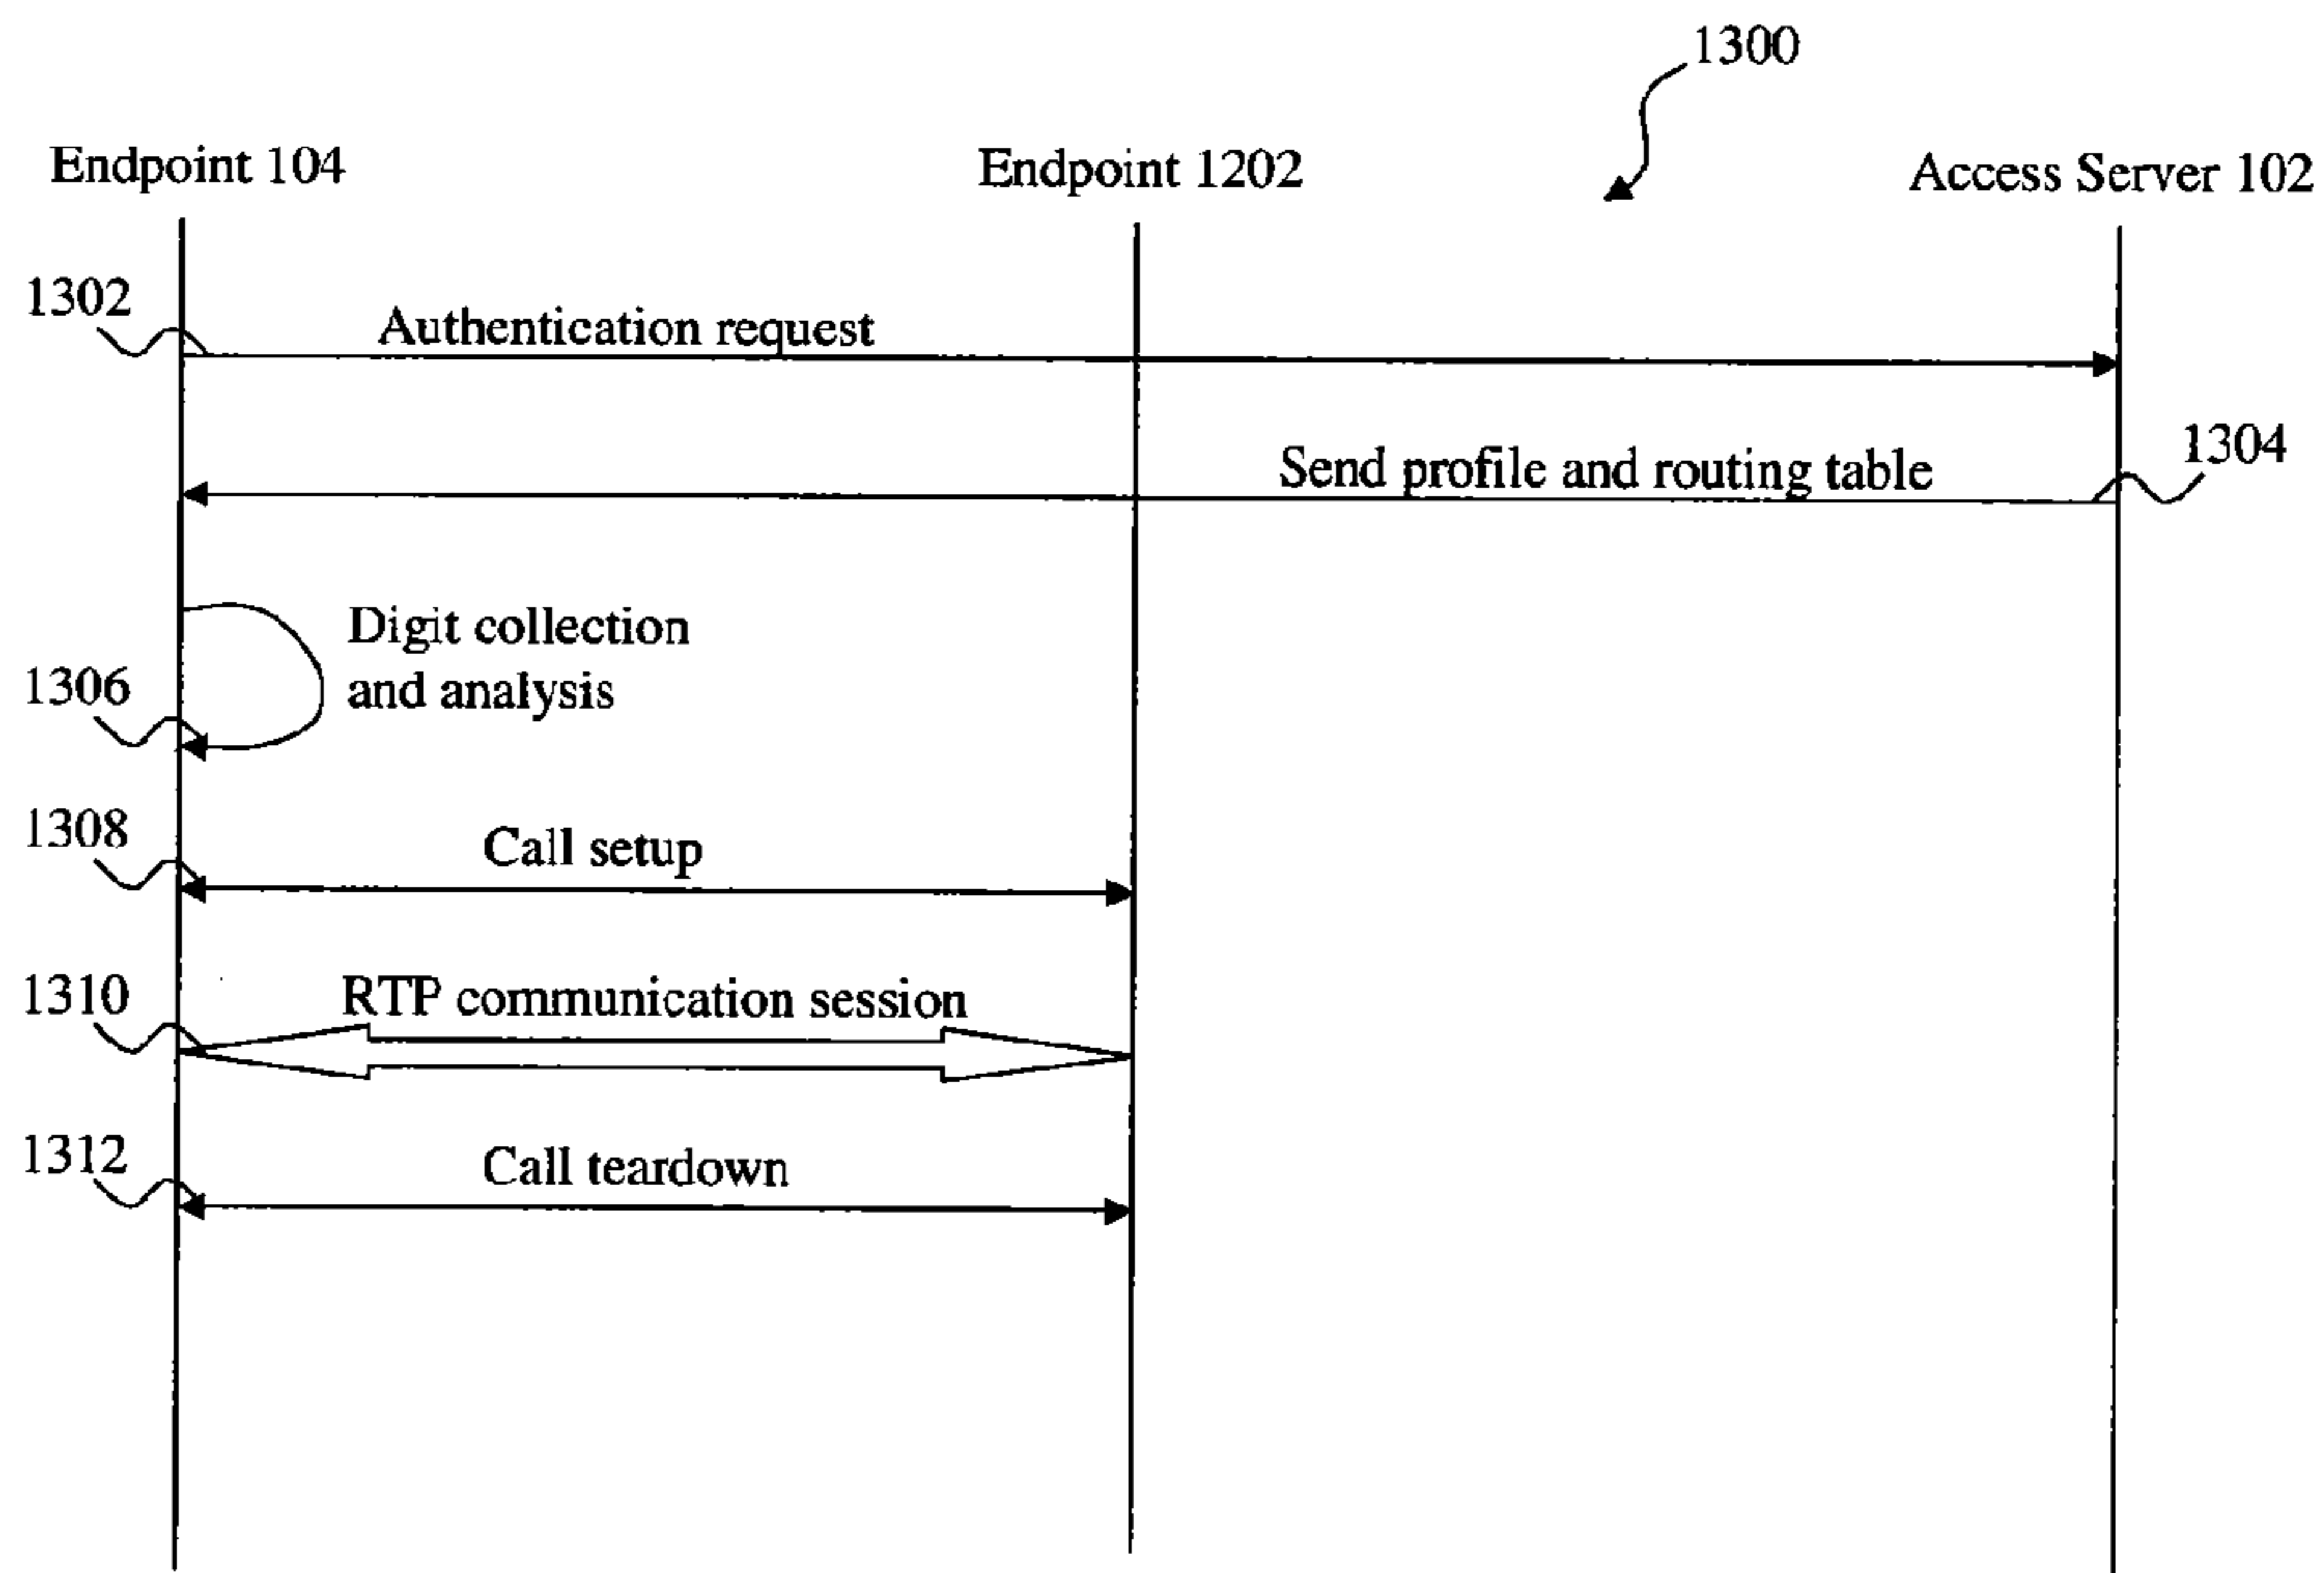 1300
Endpoint 104
Endpoint 1202
Access Server 102
1302
Authentication request
1304
Send profile and routing table
Digit collection
and analysis
1306
1308
Call setup
1310
RTP communication session
1312
Call teardown